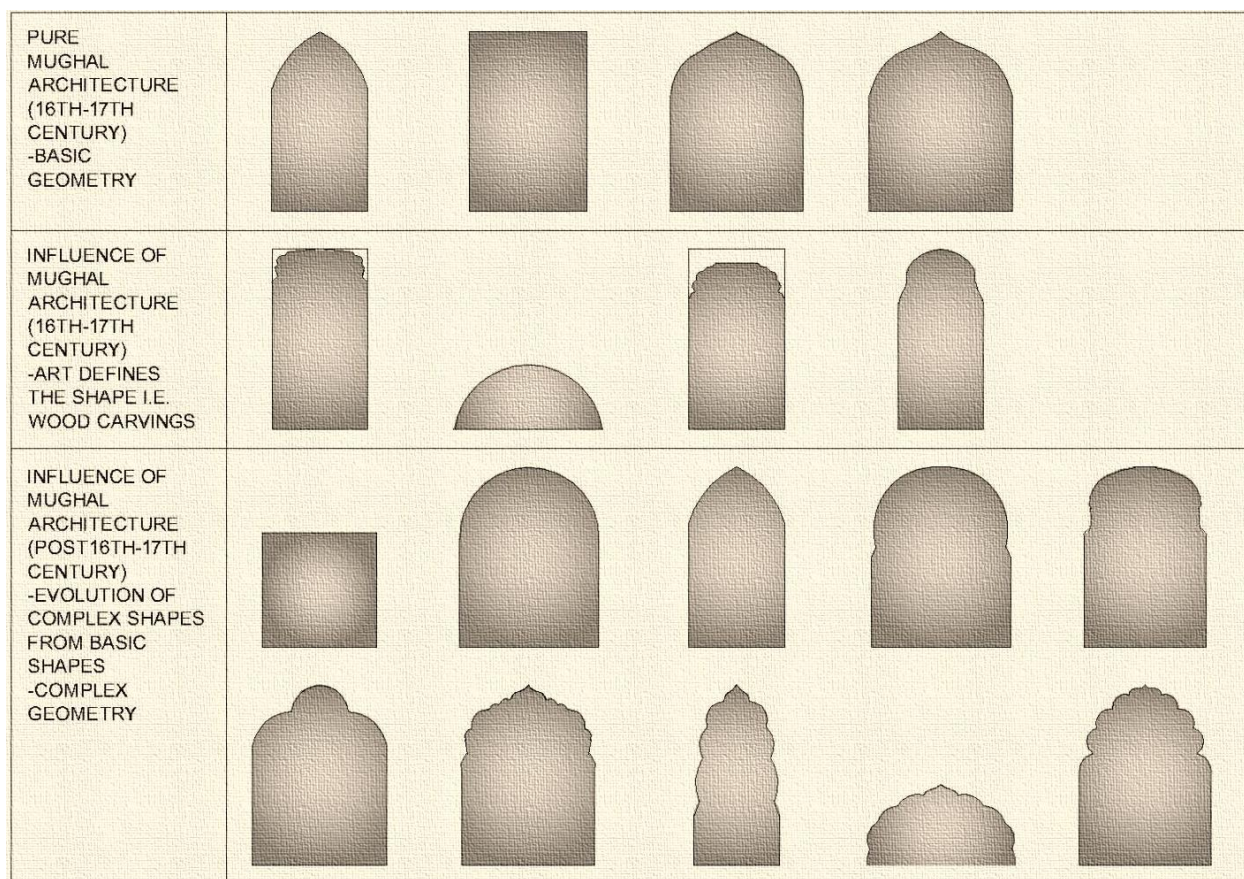 PURE
MUGHAL
ARCHITECTURE
(16TH-17TH
CENTURY)
-BASIC
GEOMETRY
INFLUENCE OF
MUGHAL
ARCHITECTURE
(16TH-17TH
CENTURY)
-ART DEFINES
THE SHAPE I.E.
WOOD CARVINGS
INFLUENCE OF
MUGHAL
ARCHITECTURE
(POST16TH-17TH
CENTURY)
-EVOLUTION OF
COMPLEX SHAPES
FROM BASIC
SHAPES
-COMPLEX
GEOMETRY